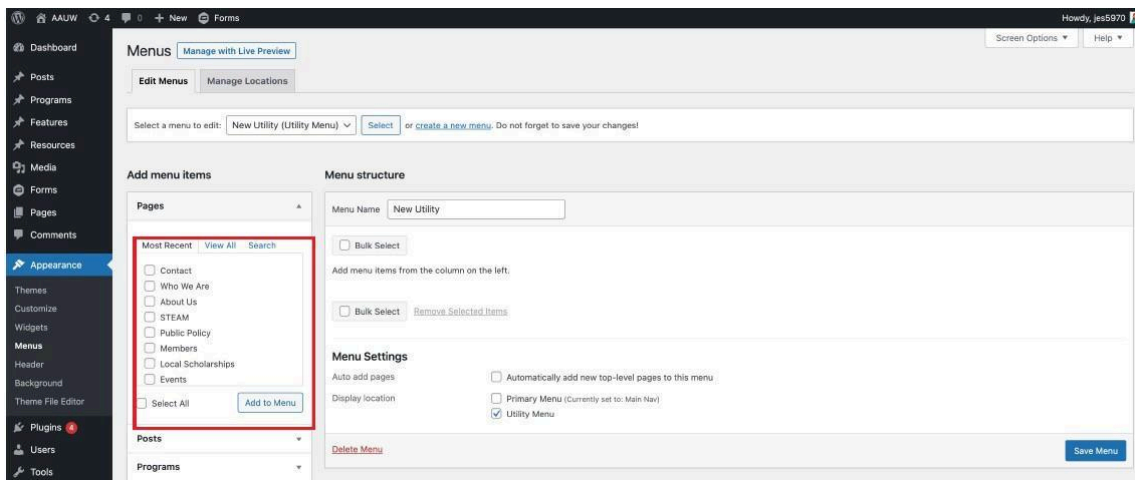 AAUW 4 0 + New Forms
Howdy, jes5970
Screen Options ▼ Help ▼
Dashboard
Posts
Programs
Features
Resources
Media
Forms
Pages
Comments
Appearance
Themes
Customize
Widgets
Menus
Header
Background
Theme File Editor
Plugins 4
Users
Tools
Menus Manage with Live Preview
Edit Menus Manage Locations
Select a menu to edit: New Utility (Utility Menu) Select or create a new menu. Do not forget to save your changes!
Add menu items
Pages
Most Recent View All Search
Contact
Who We Are
About Us
STEAM
Public Policy
Members
Local Scholarships
Events
Select All Add to Menu
Posts
Programs
Menu structure
Menu Name New Utility
Bulk Select
Add menu items from the column on the left.
Bulk Select Remove Selected Items
Menu Settings
Auto add pages Automatically add new top-level pages to this menu
Display location Primary Menu (Currently set to: Main Nav)
Utility Menu
Delete Menu Save Menu